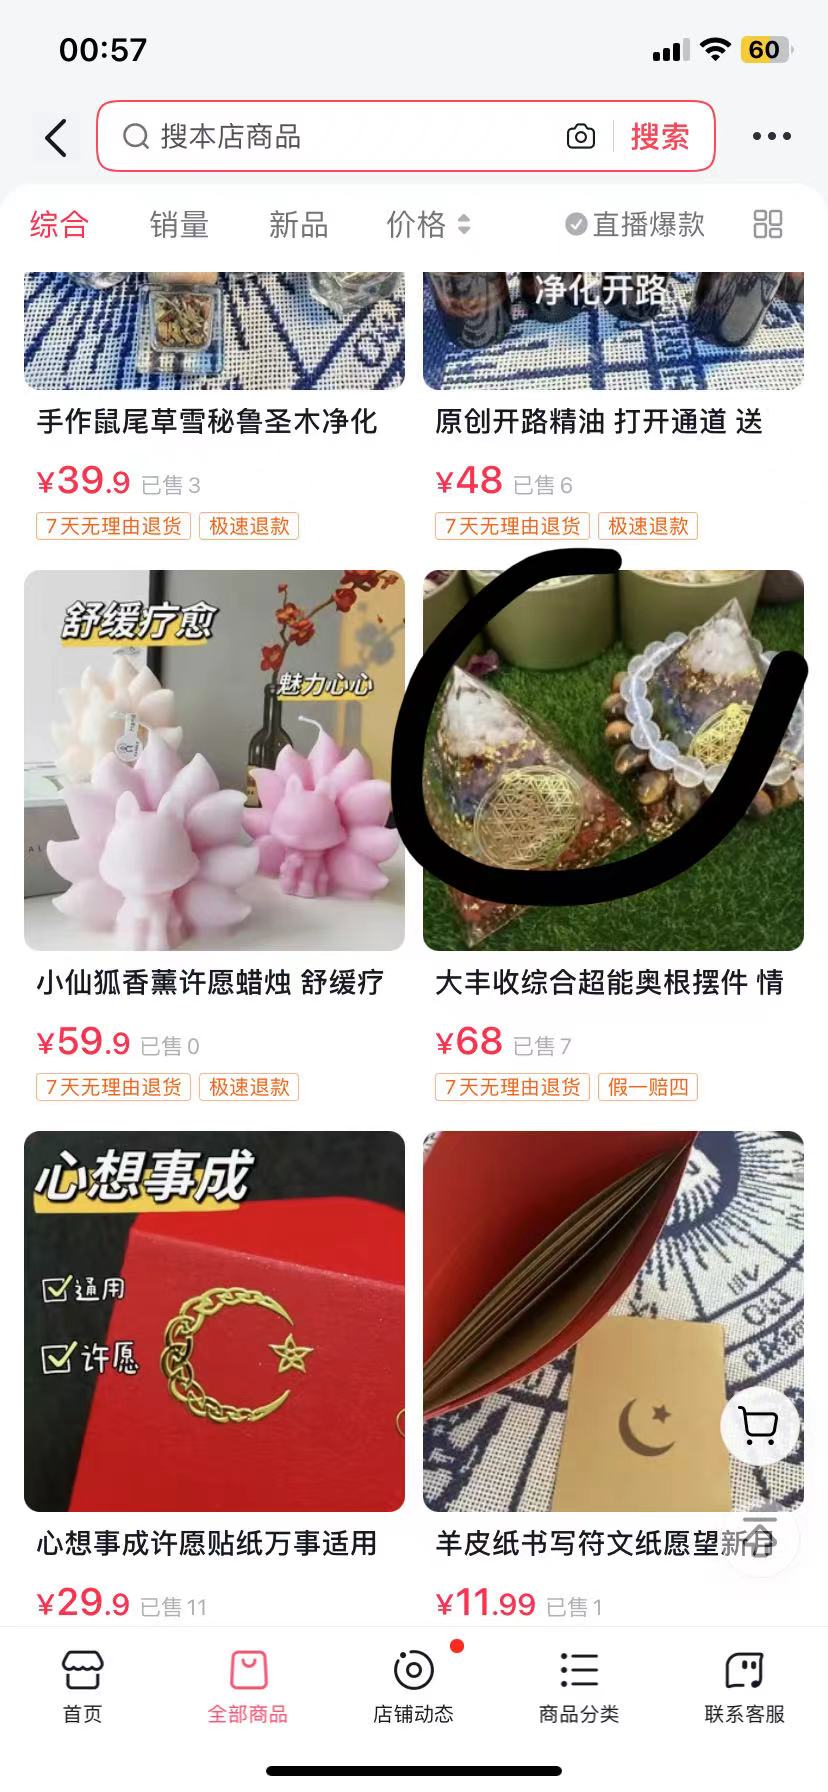 00:57
60
搜本店商品
搜索
综合
销量
新品
价格
直播爆款
净化开路
手作鼠尾草雪秘鲁圣木净化
¥39.9 已售3
7天无理由退货
极速退款
原创开路精油 打开通道 送
¥48 已售6
7天无理由退货
极速退款
舒缓疗愈
魅力心心
小仙狐香薰许愿蜡烛 舒缓疗
¥59.9 已售0
7天无理由退货
极速退款
大丰收综合超能奥根摆件 情
¥68 已售7
7天无理由退货
假一赔四
心想事成
通用
许愿
心想事成许愿贴纸万事适用
¥29.9 已售11
羊皮纸书写符文纸愿望新月
¥11.99 已售1
首页
全部商品
店铺动态
商品分类
联系客服